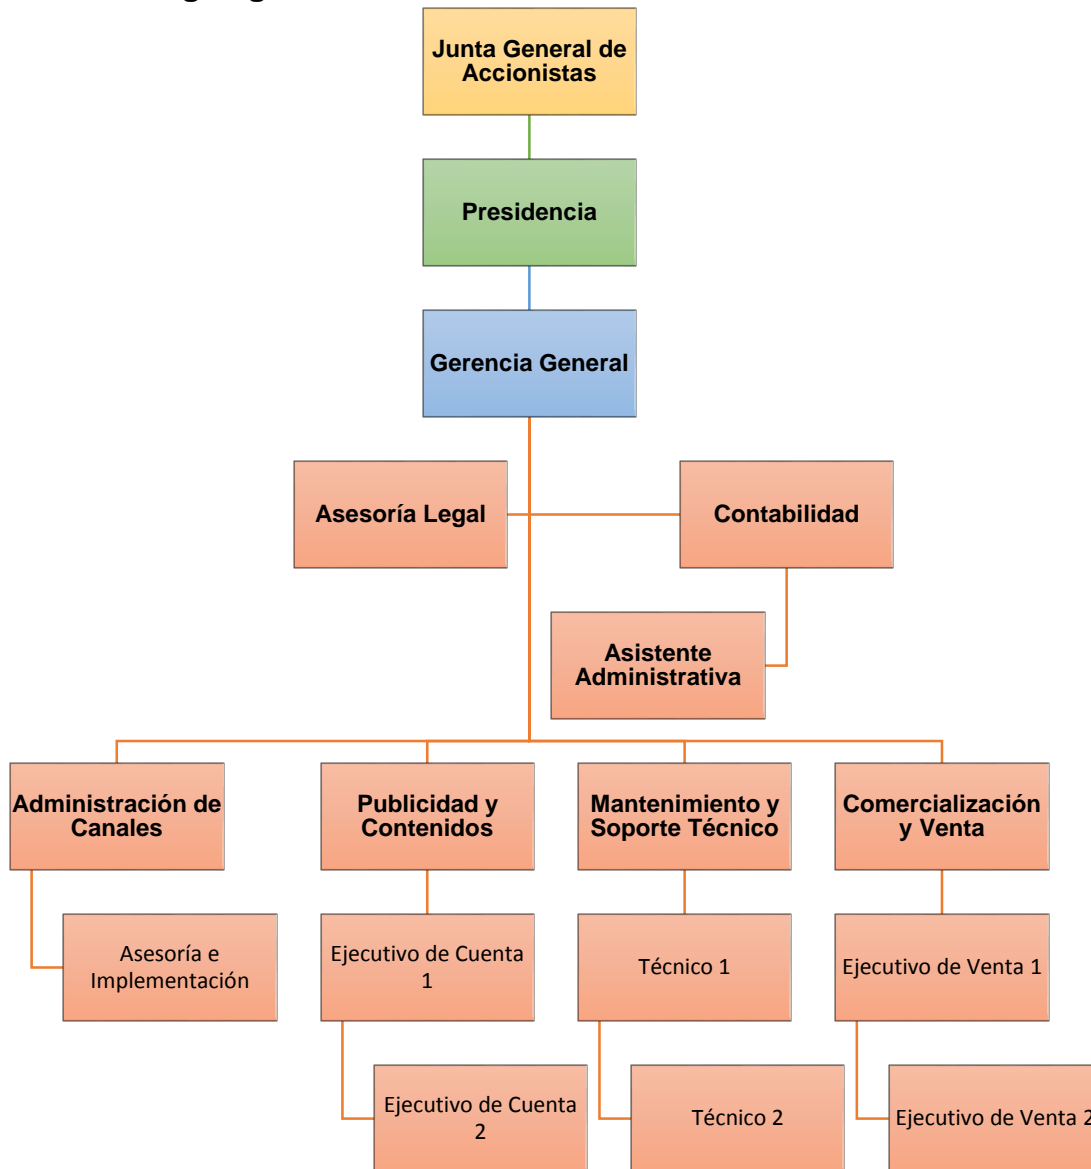 Junta General de
Accionistas
Presidencia
Gerencia General
Asesoría Legal
Contabilidad
Asistente
Administrativa
Administración de
Canales
Publicidad y
Contenidos
Mantenimiento y
Soporte Técnico
Comercialización
y Venta
Asesoría e
Implementación
Ejecutivo de Cuenta
1
Técnico 1
Ejecutivo de Venta 1
Ejecutivo de Cuenta
2
Técnico 2
Ejecutivo de Venta 2